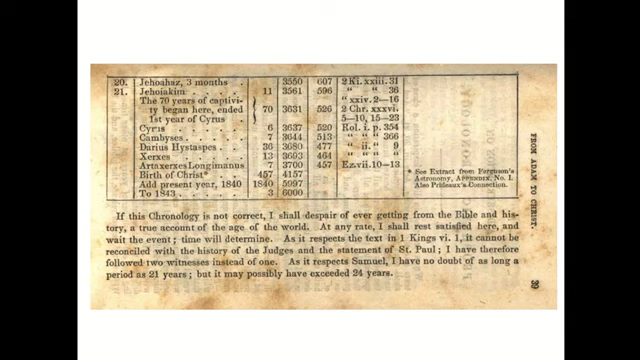 20. Jehoahaz, 3 months . 3550 607 2 Ki. xxiii. 31
21. Jehoiakim . . . . 11 3561 596 " " 36
The 70 years of captivi- " xxiv. 2—16
ty began here, ended 70 3631 526 2 Chr. xxxvi.
1st year of Cyrus . 5—10, 15—23
Cyrus . . . . . . 6 3637 520 Rol. i. p. 354
Cambyses . . . . . 7 3644 513 " " " 366
Darius Hystaspes . . 36 3680 477 " ii. " 9
Xerxes . . . . . 13 3693 464 " " "
Artaxerxes Longimanus 7 3700 457 Ez. vii. 10—13
Birth of Christ* . . 457 4157
Add present year, 1840 1840 5997
To 1843 . . . . . 3 6000
* See Extract from Ferguson's
Astronomy, APPENDIX, No. I.
Also Prideaux's Connection.
If this Chronology is not correct, I shall despair of ever getting from the Bible and his-
tory, a true account of the age of the world. At any rate, I shall rest satisfied here, and
wait the event; time will determine. As it respects the text in 1 Kings vi. 1, it cannot be
reconciled with the history of the Judges and the statement of St. Paul; I have therefore
followed two witnesses instead of one. As it respects Samuel, I have no doubt of as long a
period as 21 years; but it may possibly have exceeded 24 years.
FROM ADAM TO CHRIST.
39